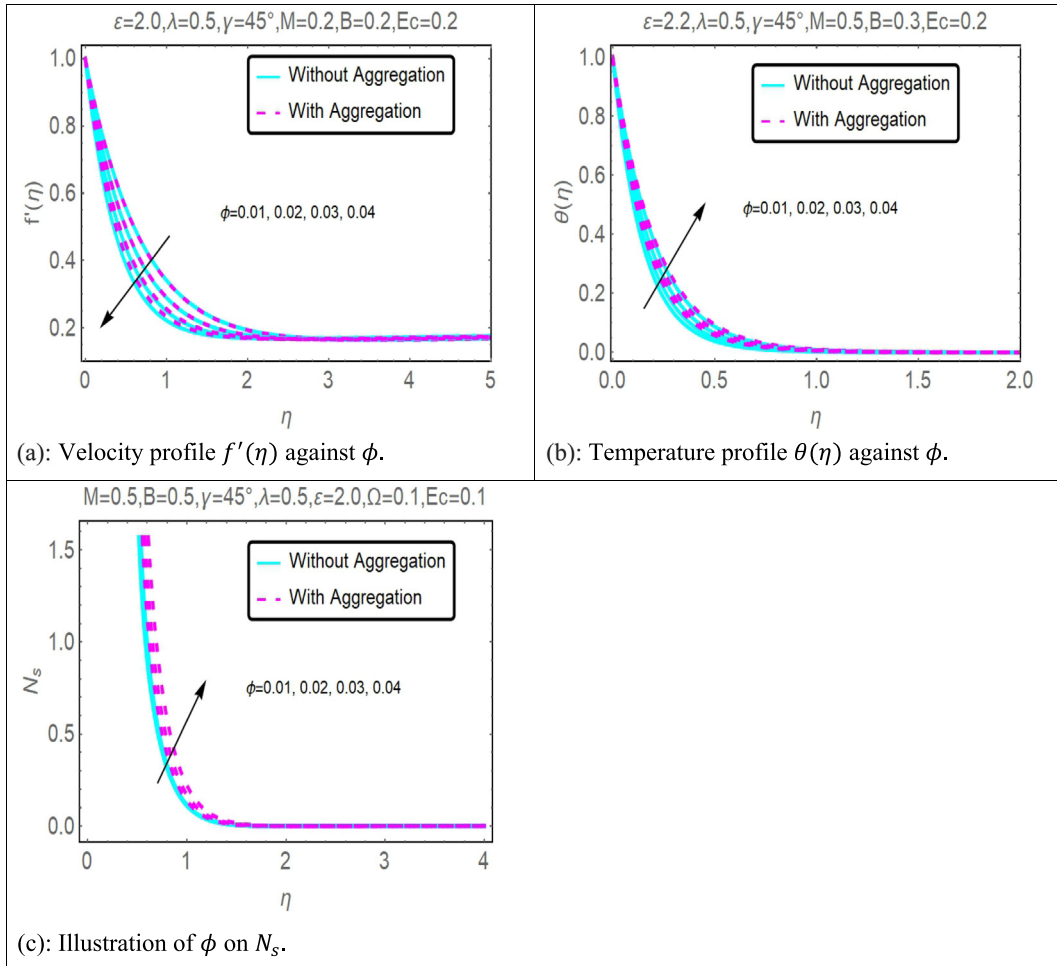 ε=2.0,λ=0.5,γ=45°,M=0.2,B=0.2,Ec=0.2
1.0
0.8
0.6
0.4
0.2
f'(η)
Without Aggregation
With Aggregation
ϕ=0.01, 0.02, 0.03, 0.04
0 1 2 3 4 5
η
(a): Velocity profile f′(η) against ϕ.
ε=2.2,λ=0.5,γ=45°,M=0.5,B=0.3,Ec=0.2
1.0
0.8
0.6
0.4
0.2
0.0
θ(η)
Without Aggregation
With Aggregation
ϕ=0.01, 0.02, 0.03, 0.04
0.0 0.5 1.0 1.5 2.0
η
(b): Temperature profile θ(η) against ϕ.
M=0.5,B=0.5,γ=45°,λ=0.5,ε=2.0,Ω=0.1,Ec=0.1
1.5
1.0
0.5
0.0
Nₛ
Without Aggregation
With Aggregation
ϕ=0.01, 0.02, 0.03, 0.04
0 1 2 3 4
η
(c): Illustration of ϕ on Nₛ.